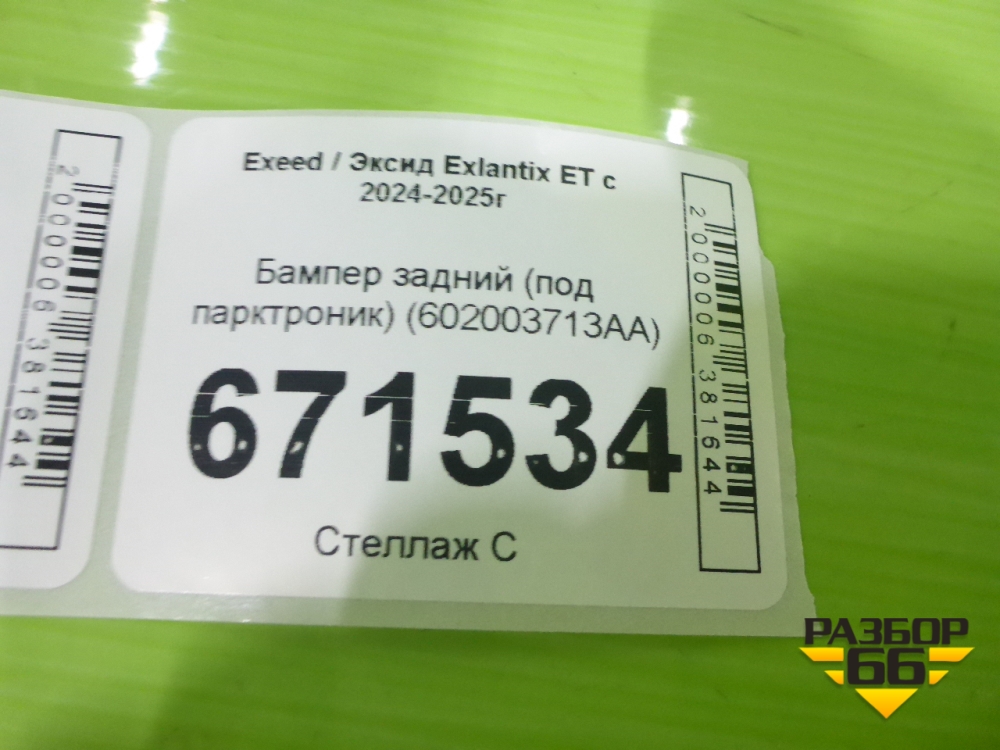 Exeed / Эксид Exlantix ET с
2024-2025г
Бампер задний (под
парктроник) (602003713AA)
671534
Стеллаж С
2000006381644
2000006381644
РАЗБОР
66